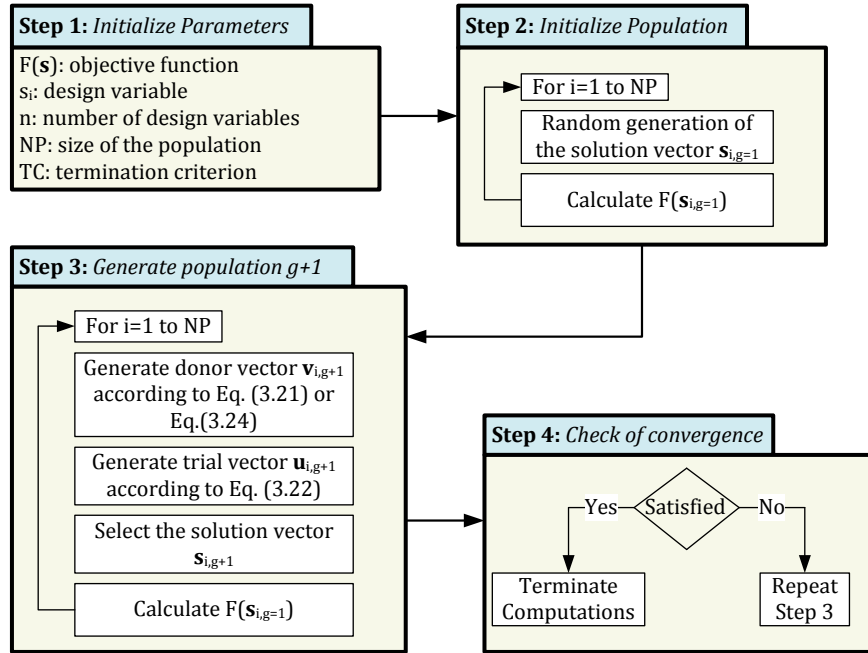 Step 1: Initialize Parameters
F(s): objective function
si: design variable
n: number of design variables
NP: size of the population
TC: termination criterion
Step 2: Initialize Population
For i=1 to NP
Random generation of
the solution vector si,g=1
Calculate F(si,g=1)
Step 3: Generate population g+1
For i=1 to NP
Generate donor vector vi,g+1
according to Eq. (3.21) or
Eq.(3.24)
Generate trial vector ui,g+1
according to Eq. (3.22)
Select the solution vector
si,g+1
Calculate F(si,g=1)
Step 4: Check of convergence
Yes
Satisfied
No
Terminate
Computations
Repeat
Step 3